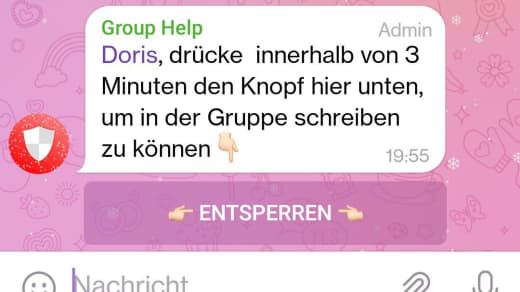 Group Help Admin
Doris, drücke innerhalb von 3
Minuten den Knopf hier unten,
um in der Gruppe schreiben
zu können 👇🏻
19:55
👉🏻 ENTSPERREN 👈🏻
Nachricht